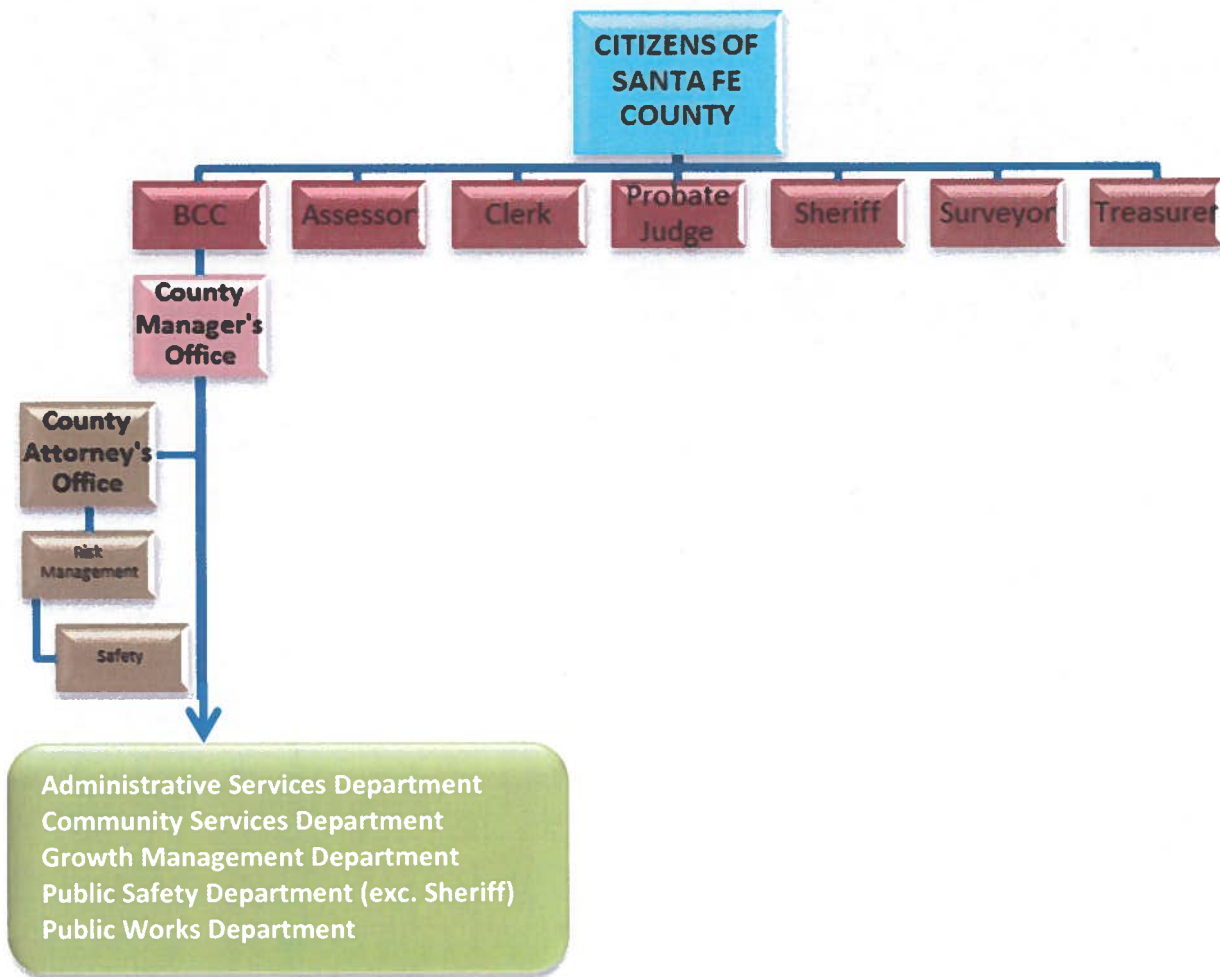 CITIZENS OF
SANTA FE
COUNTY
BCC
Assessor
Clerk
Probate
Judge
Sheriff
Surveyor
Treasurer
County
Manager's
Office
County
Attorney's
Office
Risk
Management
Safety
Administrative Services Department
Community Services Department
Growth Management Department
Public Safety Department (exc. Sheriff)
Public Works Department